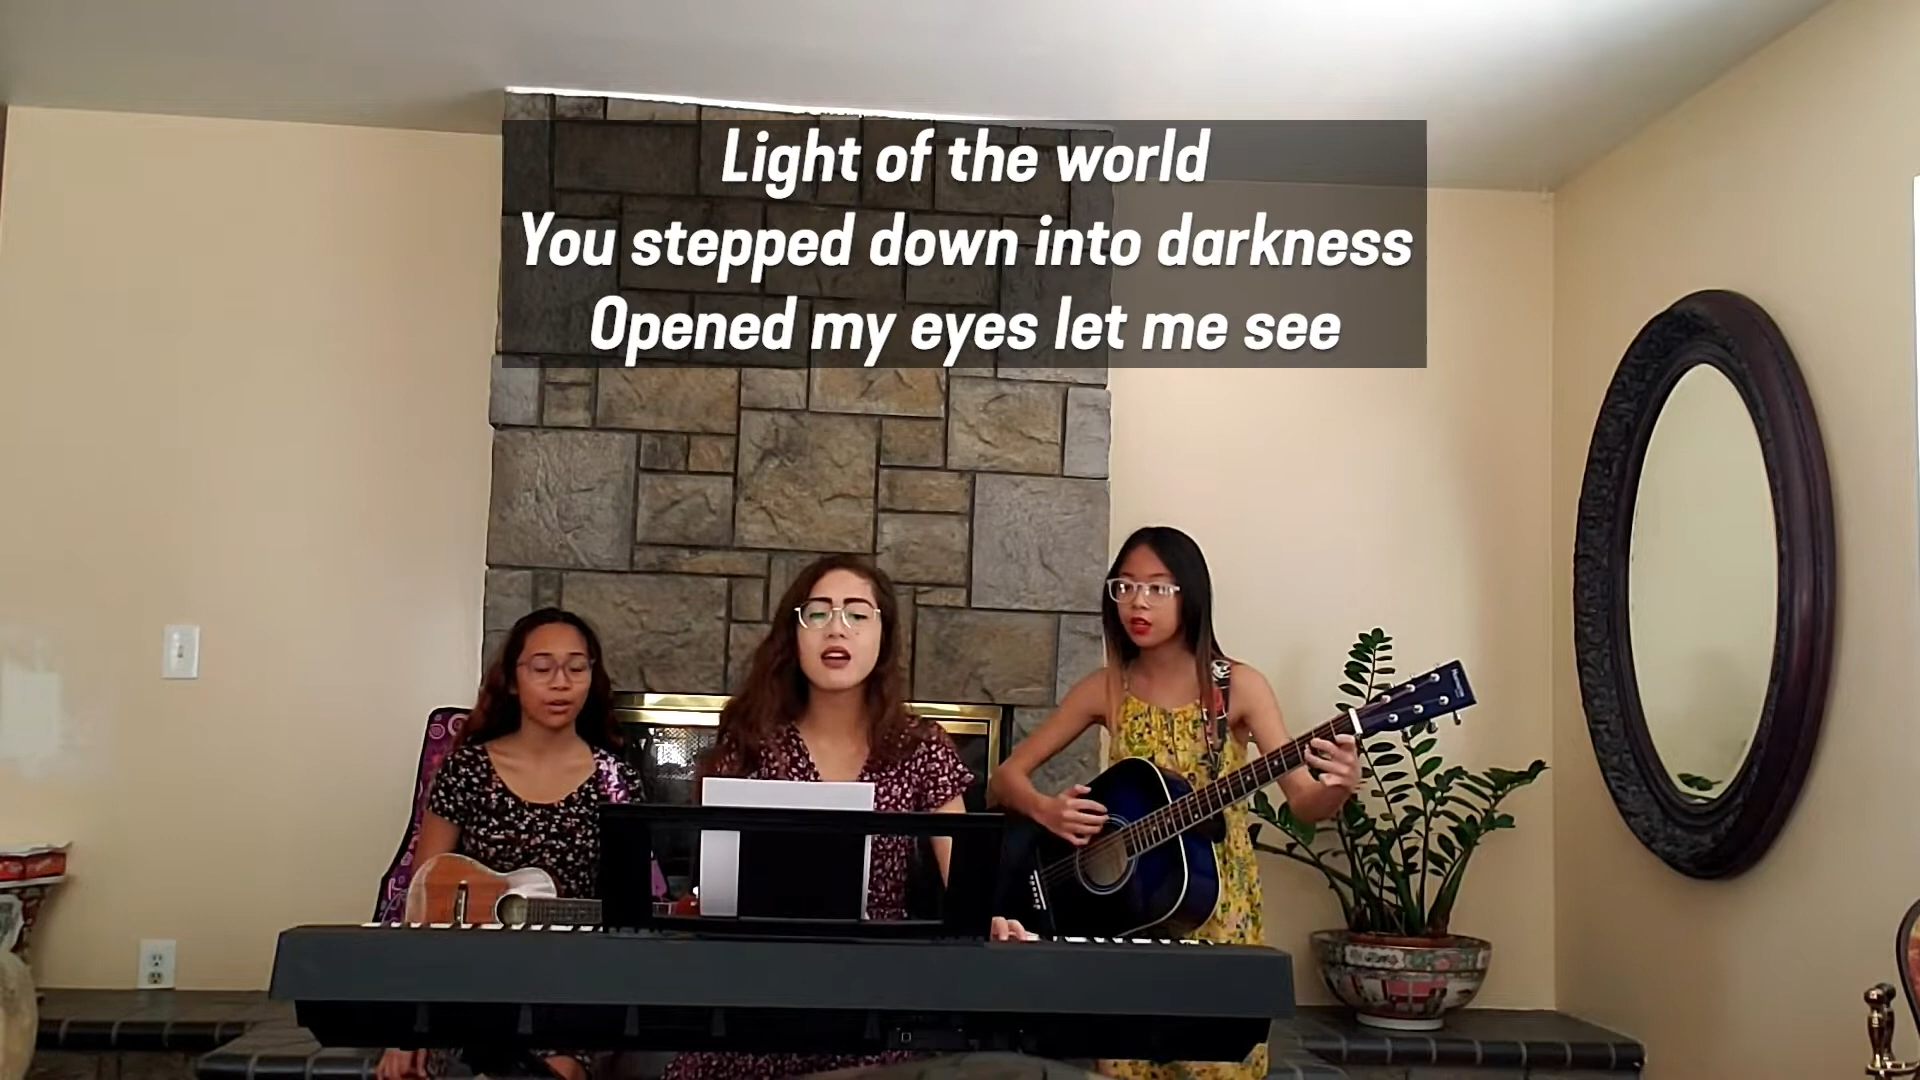 Light of the world
You stepped down into darkness
Opened my eyes let me see